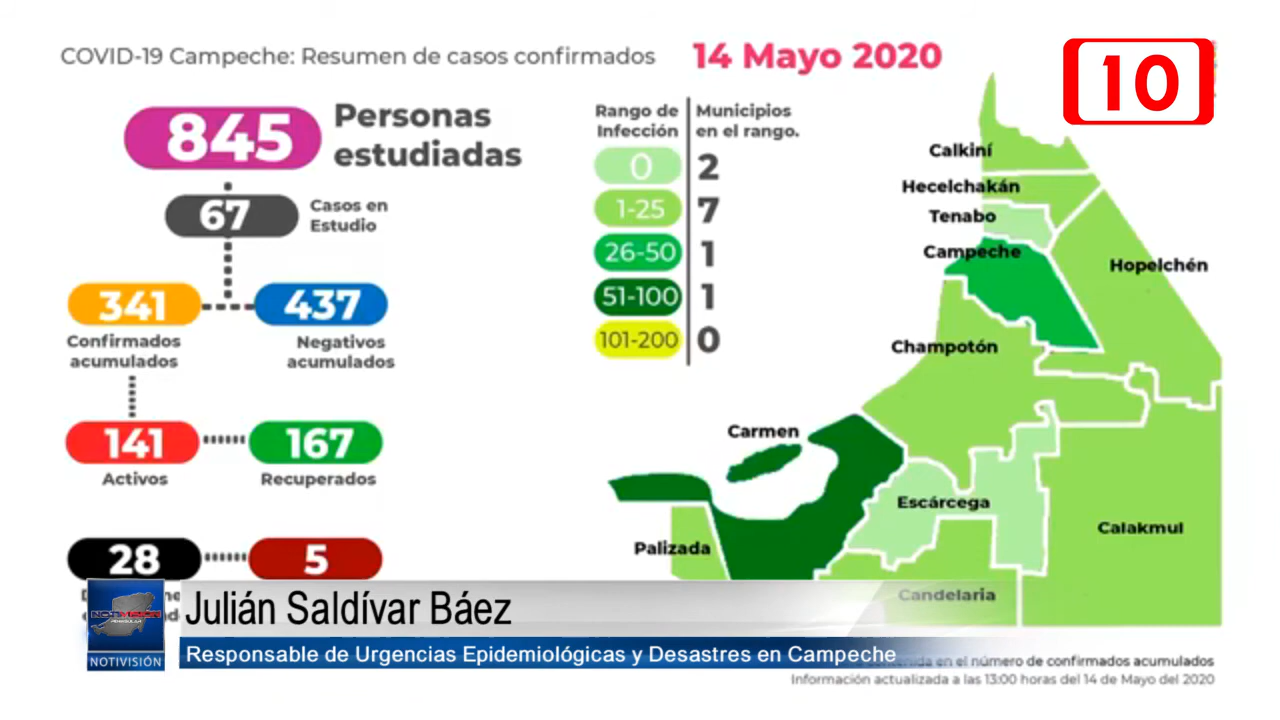 COVID-19 Campeche: Resumen de casos confirmados
14 Mayo 2020
10
845
Personas
estudiadas
67
Casos en
Estudio
341
437
Confirmados
acumulados
Negativos
acumulados
141
167
Activos
Recuperados
28
5
Rango de
Infección
Municipios
en el rango.
0
2
1-25
7
26-50
1
51-100
1
101-200
0
Calkiní
Hecelchakán
Tenabo
Campeche
Hopelchén
Champotón
Carmen
Escárcega
Calakmul
Palizada
Candelaria
NOTIVISIÓN
PENINSULAR
NOTIVISIÓN
Julián Saldívar Báez
Responsable de Urgencias Epidemiológicas y Desastres en Campeche
en el número de confirmados acumulados
Información actualizada a las 13:00 horas del 14 de Mayo del 2020